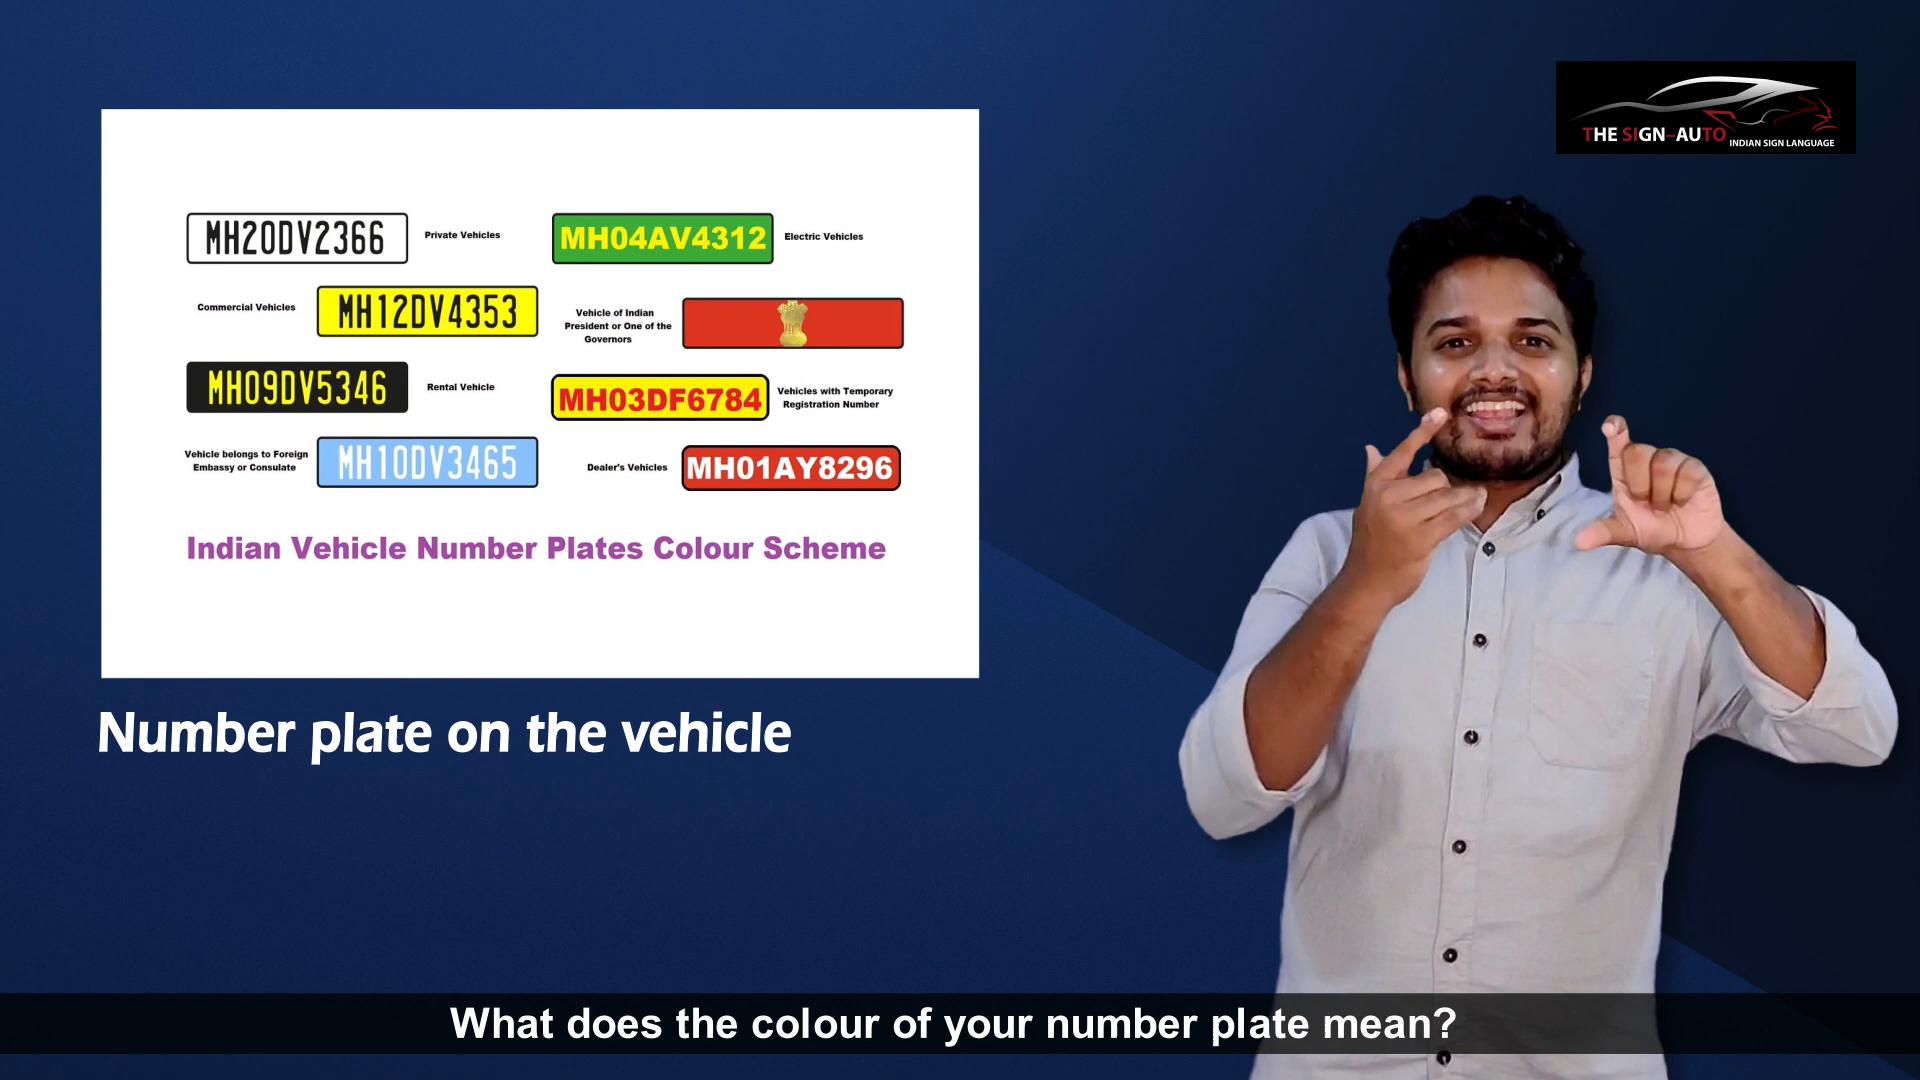 THE SIGN-AUTO INDIAN SIGN LANGUAGE
MH20DV2366
Private Vehicles
MH04AV4312
Electric Vehicles
Commercial Vehicles
MH12DV4353
Vehicle of Indian
President or One of the
Governors
MH09DV5346
Rental Vehicle
MH03DF6784
Vehicles with Temporary
Registration Number
Vehicle belongs to Foreign
Embassy or Consulate
MH10DV3465
Dealer's Vehicles
MH01AY8296
Indian Vehicle Number Plates Colour Scheme
Number plate on the vehicle
What does the colour of your number plate mean?